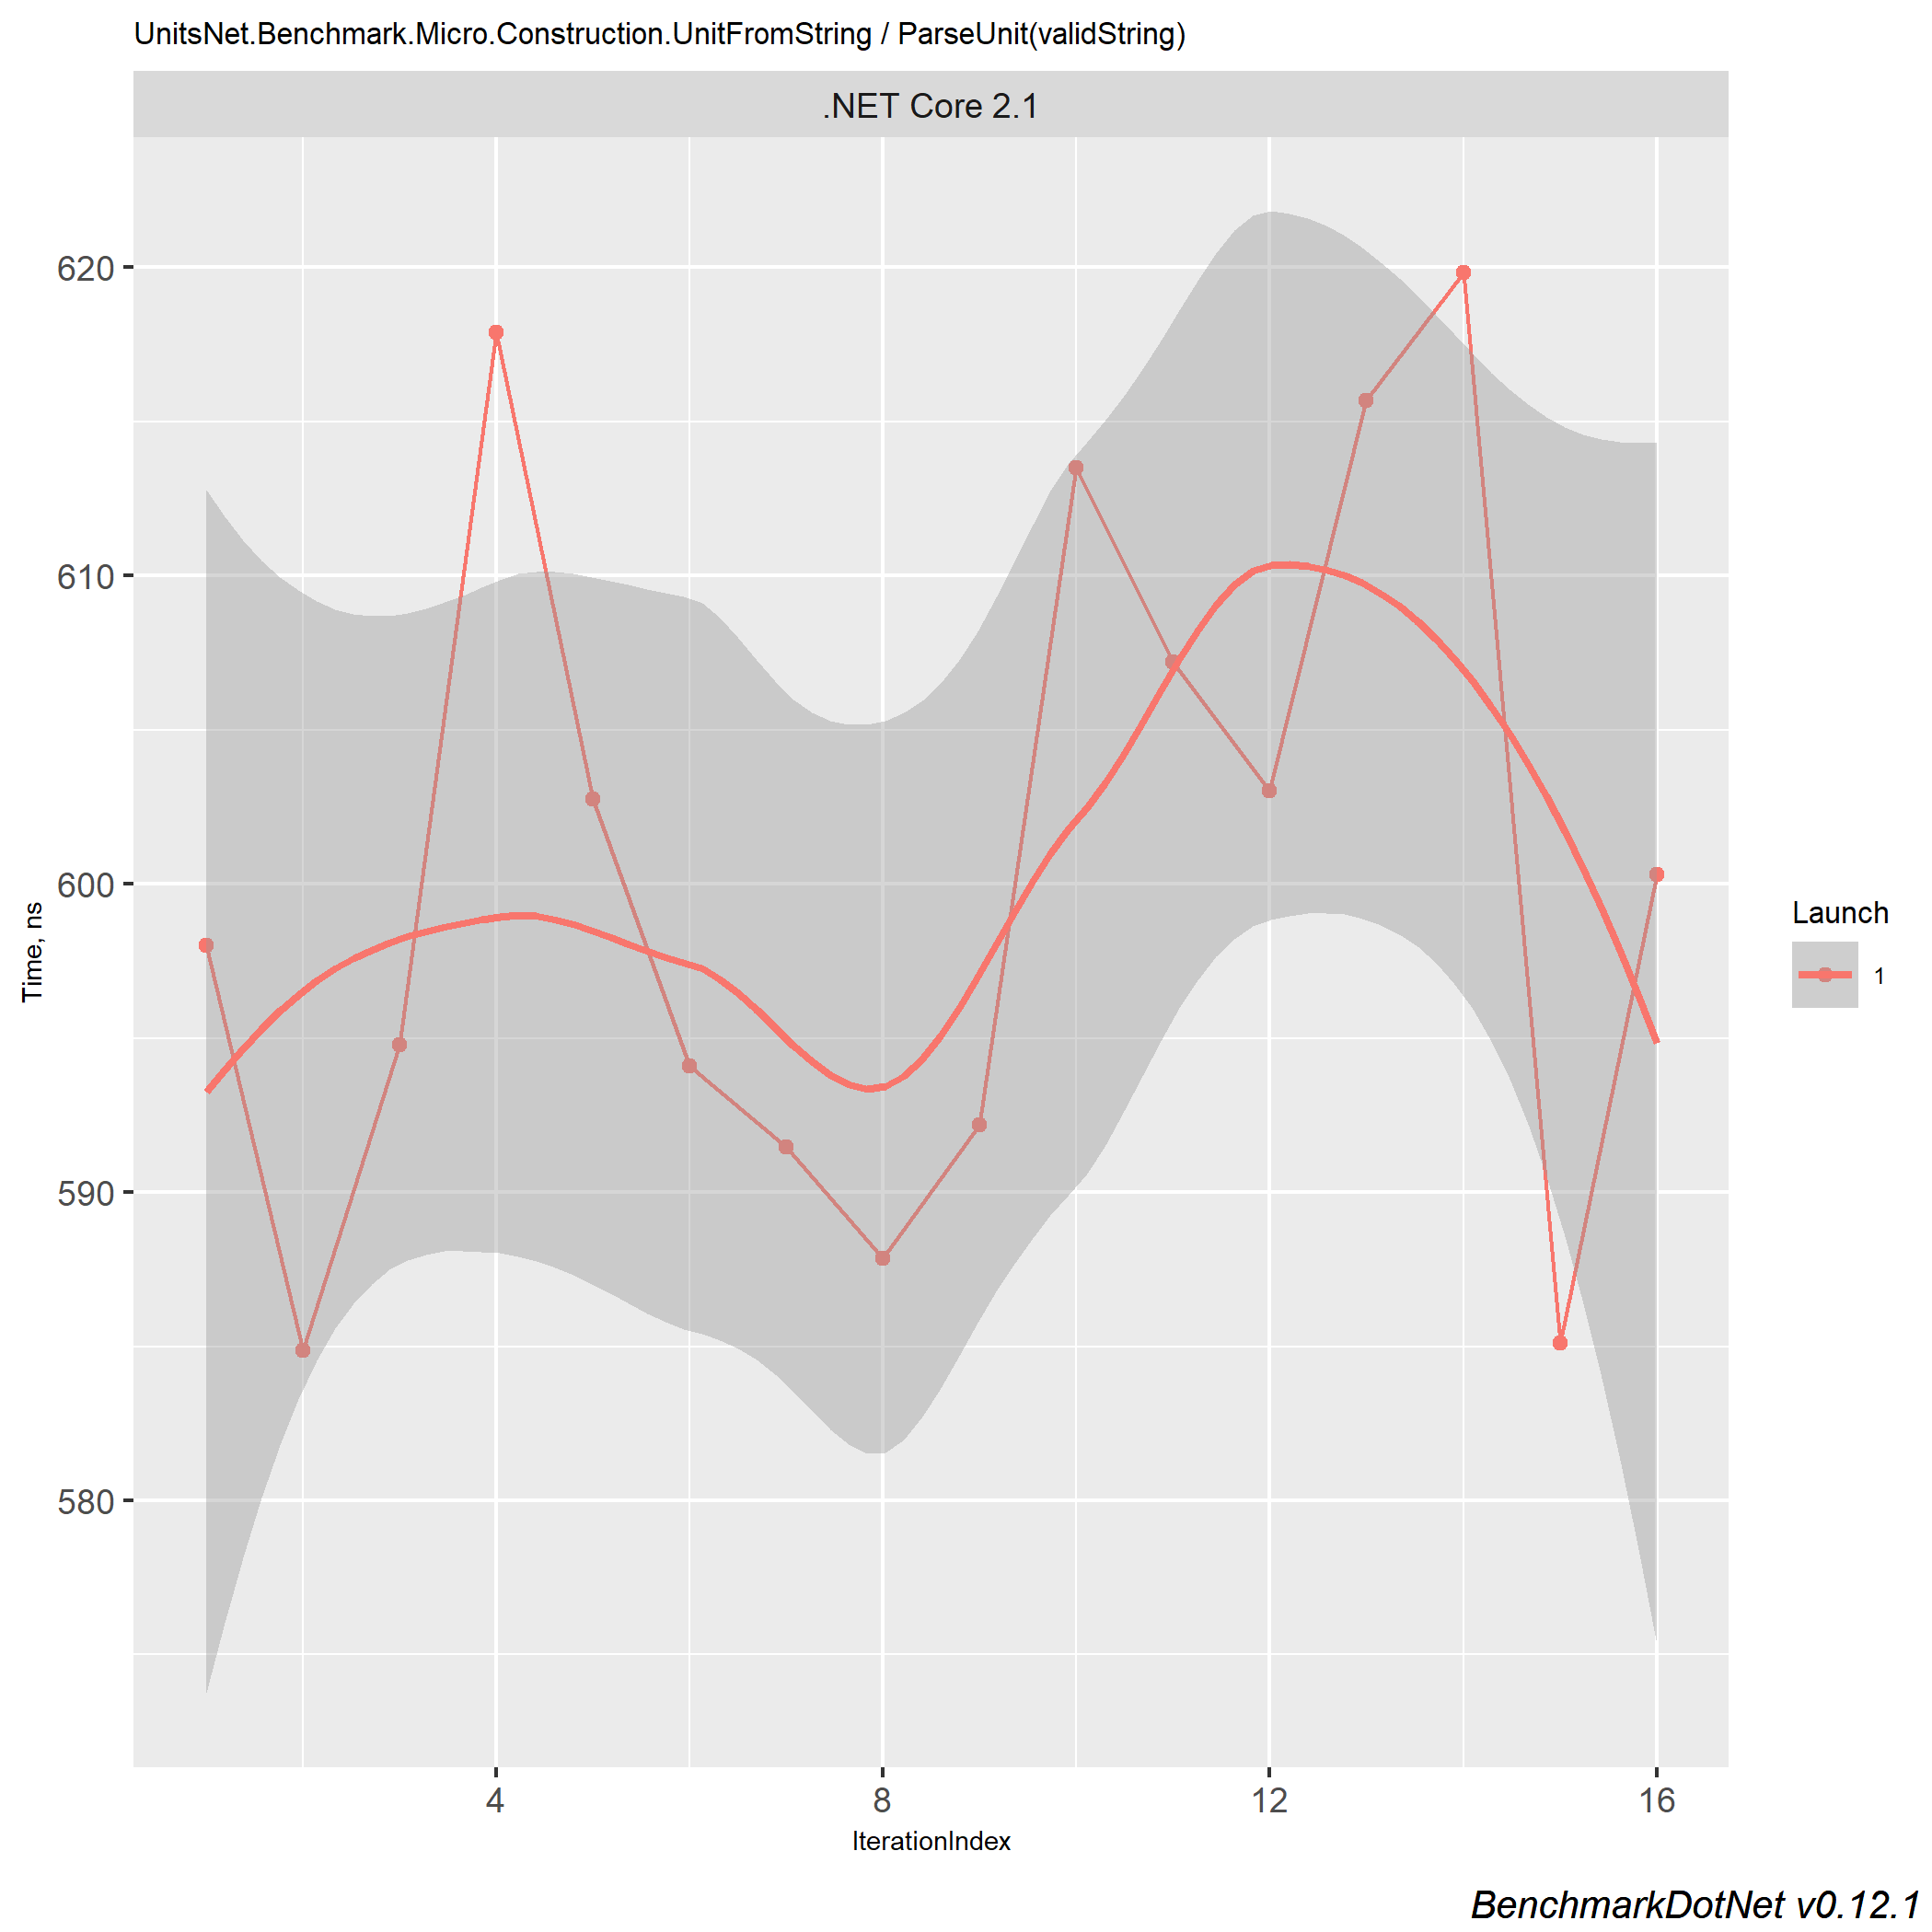 UnitsNet.Benchmark.Micro.Construction.UnitFromString / ParseUnit(validString)
.NET Core 2.1
620
610
600
590
580
Time, ns
4
8
12
16
IterationIndex
Launch
1
BenchmarkDotNet v0.12.1